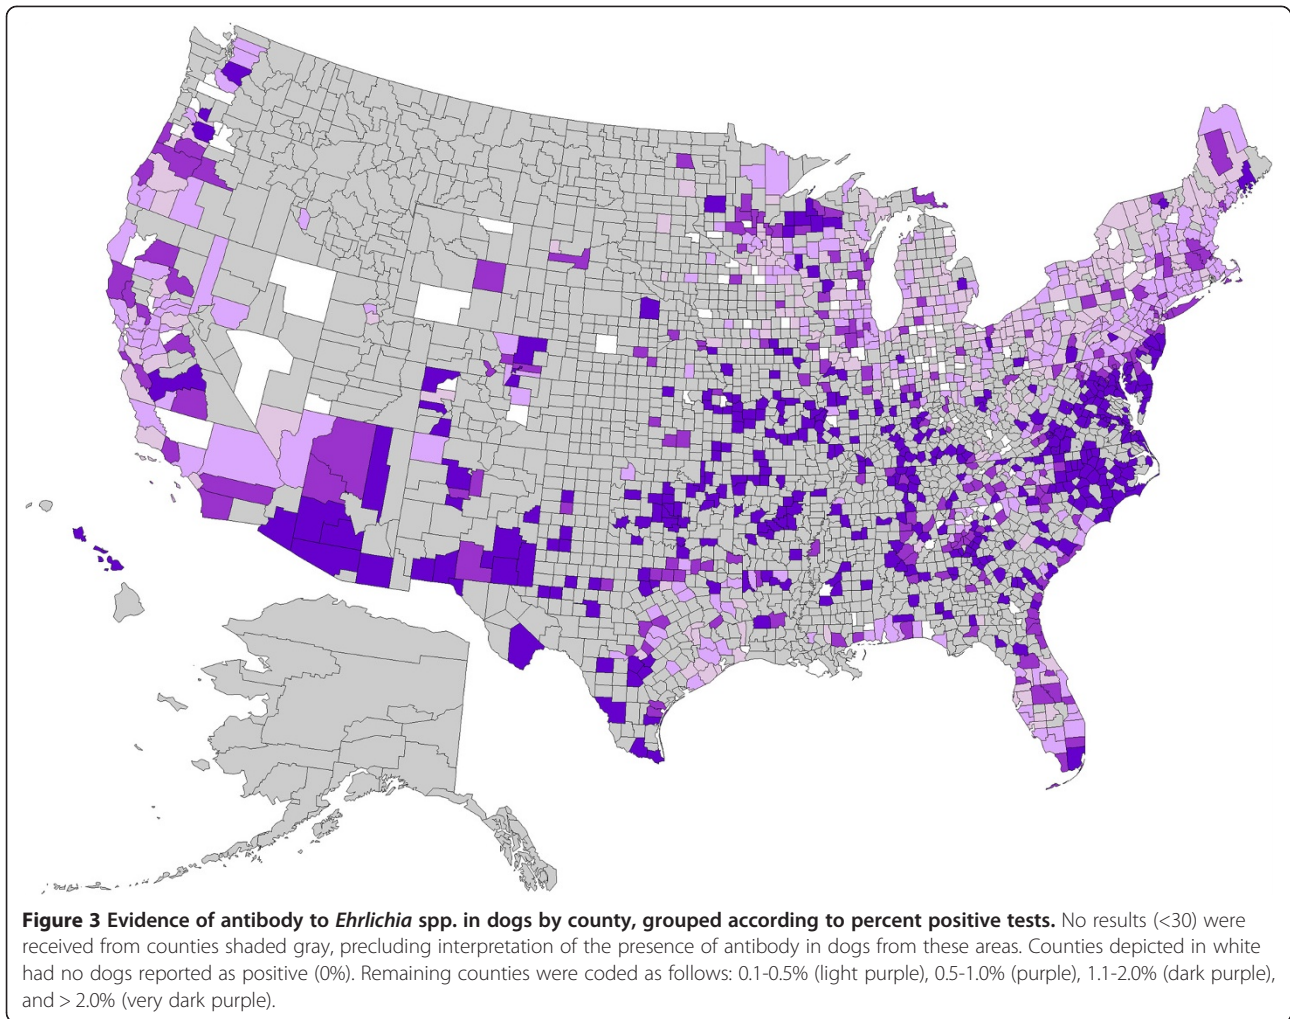 Figure 3 Evidence of antibody to Ehrlichia spp. in dogs by county, grouped according to percent positive tests. No results (<30) were
received from counties shaded gray, precluding interpretation of the presence of antibody in dogs from these areas. Counties depicted in white
had no dogs reported as positive (0%). Remaining counties were coded as follows: 0.1-0.5% (light purple), 0.5-1.0% (purple), 1.1-2.0% (dark purple),
and > 2.0% (very dark purple).